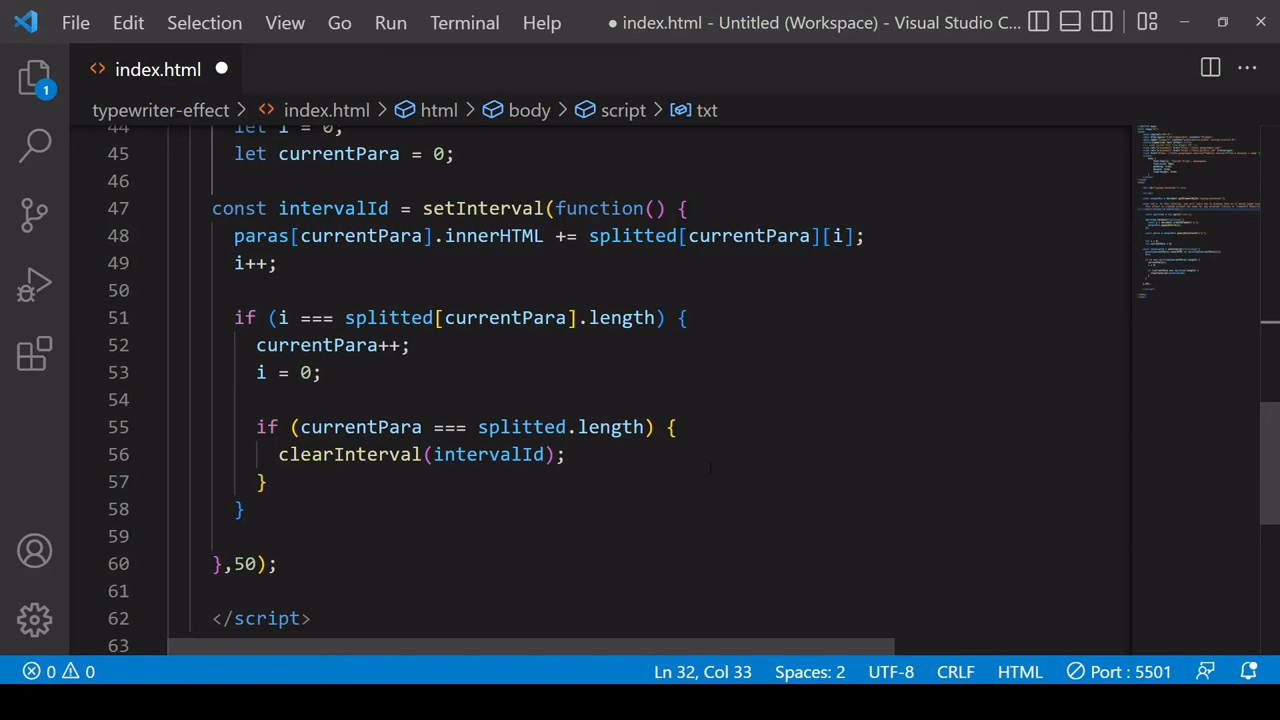 File Edit Selection View Go Run Terminal Help ● index.html - Untitled (Workspace) - Visual Studio C...
1
<> index.html ●
typewriter-effect > <> index.html > html > body > script > txt
44 let i = 0;
45 let currentPara = 0;
46
47 const intervalId = setInterval(function() {
48 paras[currentPara].innerHTML += splitted[currentPara][i];
49 i++;
50
51 if (i === splitted[currentPara].length) {
52 currentPara++;
53 i = 0;
54
55 if (currentPara === splitted.length) {
56 clearInterval(intervalId);
57 }
58 }
59
60 },50);
61
62 </script>
63
0 0 Ln 32, Col 33 Spaces: 2 UTF-8 CRLF HTML Port : 5501